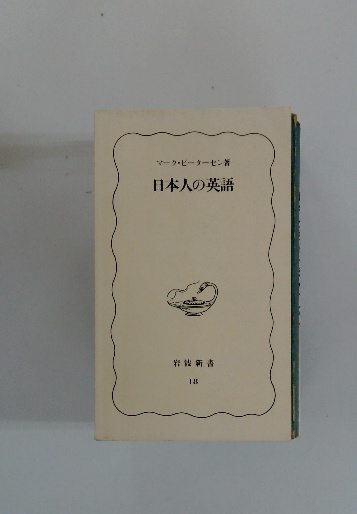 マーク・ピーターセン著
日本人の英語
岩波新書
18